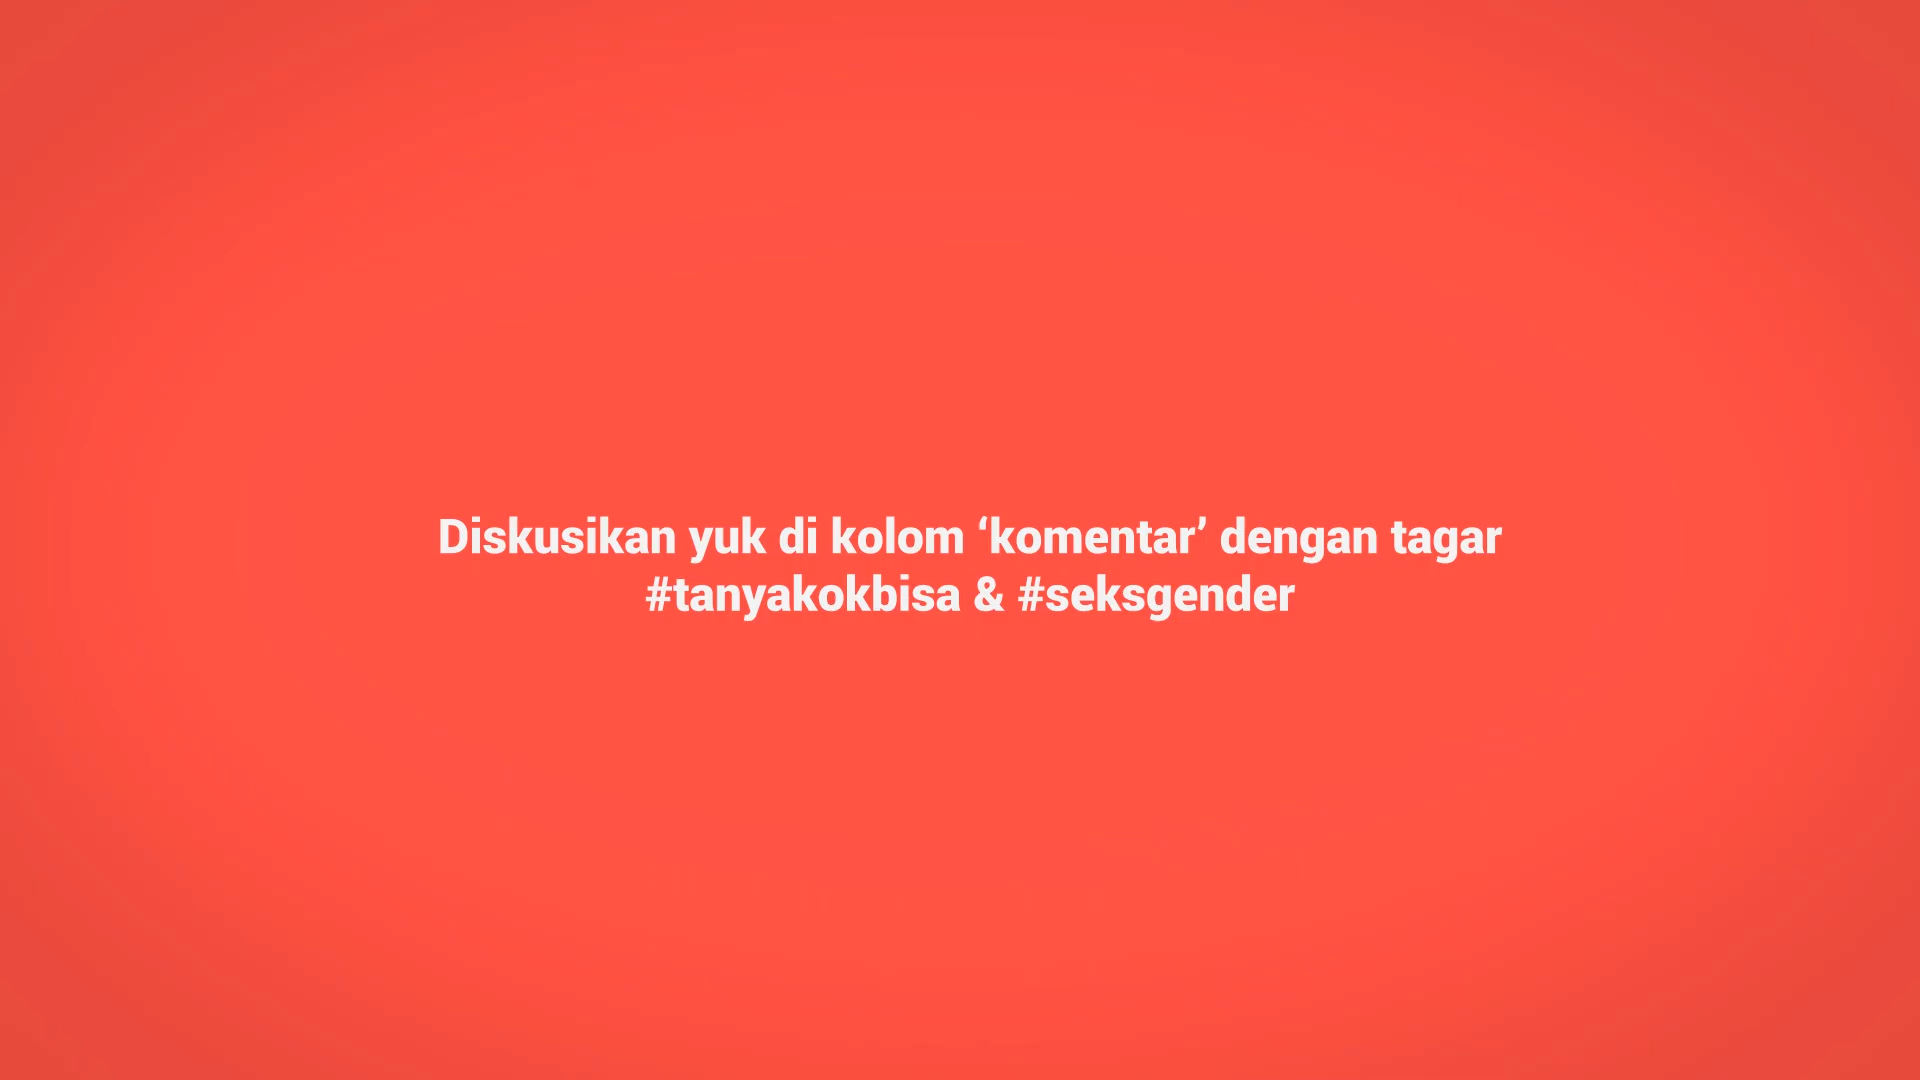 Diskusikan yuk di kolom ‘komentar’ dengan tagar
#tanyakokbisa & #seksgender